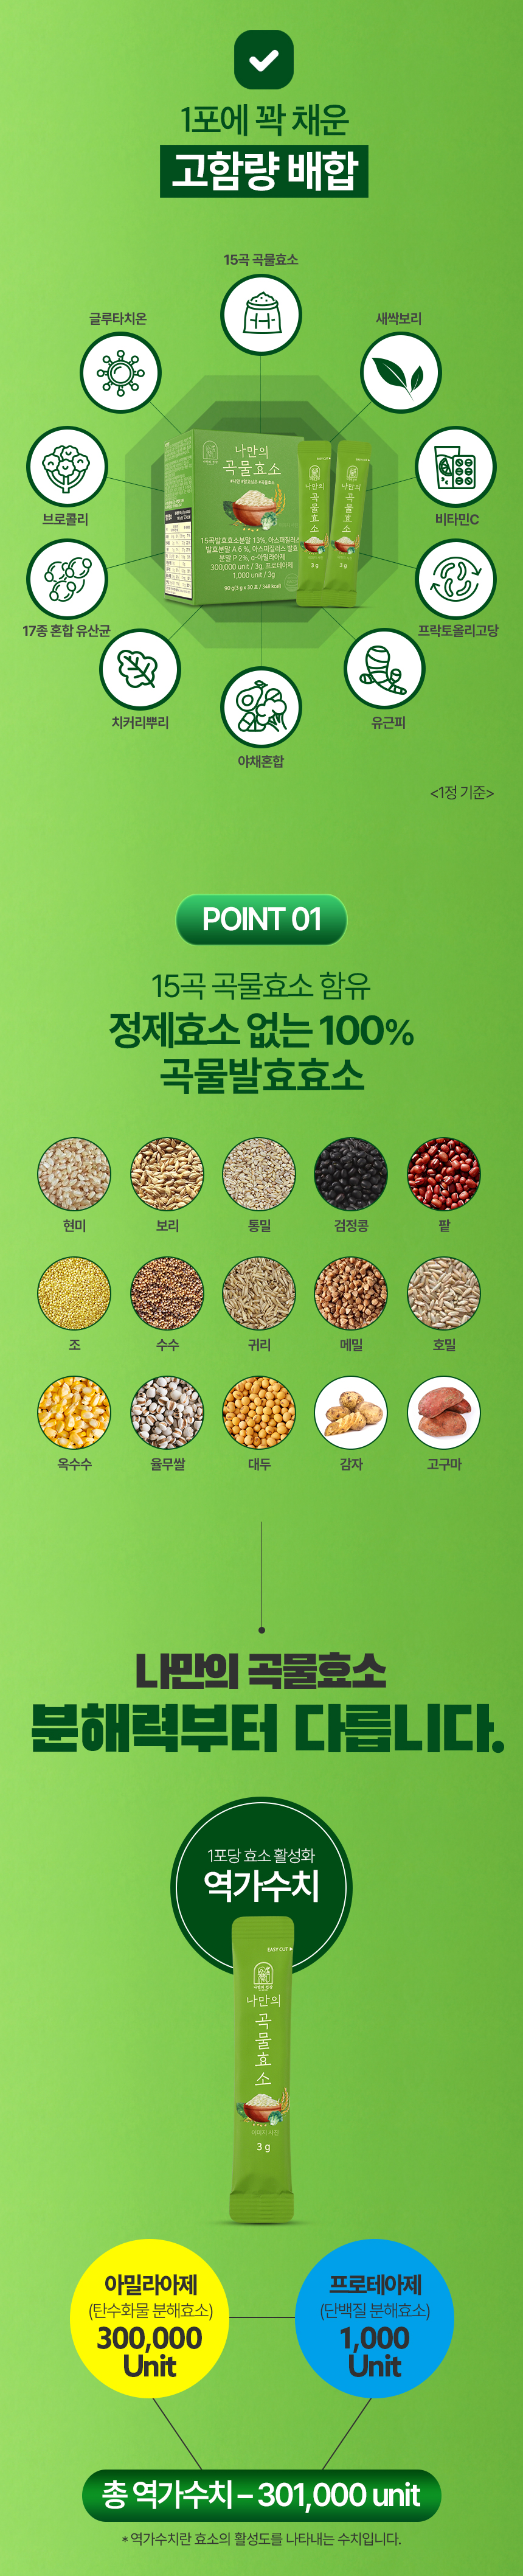 1포에 꽉 채운
고함량 배합
15곡 곡물효소
글루타치온
새싹보리
브로콜리
비타민C
17종 혼합 유산균
프락토올리고당
치커리뿌리
유근피
야채혼합
나만의
곡물효소
15곡발효효소분말 13%, 아스퍼질러스
발효분말 A 6 %, 아스퍼질러스 발효
분말 P 2%, α-아밀라아제
300,000 unit / 3g, 프로테아제
1,000 unit / 3g
90 g(3 g x 30 포 / 348 kcal)
나만의
곡물효소
3 g
나만의
곡물효소
3 g
<1정 기준>
POINT 01
15곡 곡물효소 함유
정제효소 없는 100%
곡물발효효소
현미
보리
통밀
검정콩
팥
조
수수
귀리
메밀
호밀
옥수수
율무쌀
대두
감자
고구마
나만의 곡물효소
분해력부터 다릅니다.
1포당 효소 활성화
역가수치
EASY CUT
나만의
곡물효소
이미지 사진
3 g
아밀라아제
(탄수화물 분해효소)
300,000
Unit
프로테아제
(단백질 분해효소)
1,000
Unit
총 역가수치 – 301,000 unit
* 역가수치란 효소의 활성도를 나타내는 수치입니다.